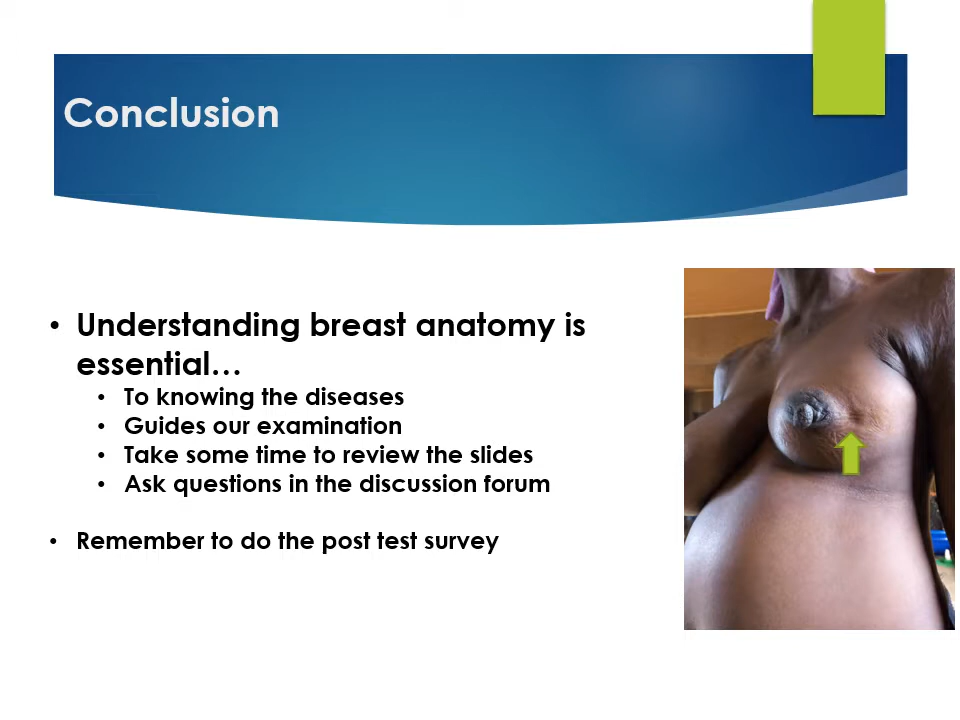 Conclusion
• Understanding breast anatomy is
essential…
• To knowing the diseases
• Guides our examination
• Take some time to review the slides
• Ask questions in the discussion forum
• Remember to do the post test survey